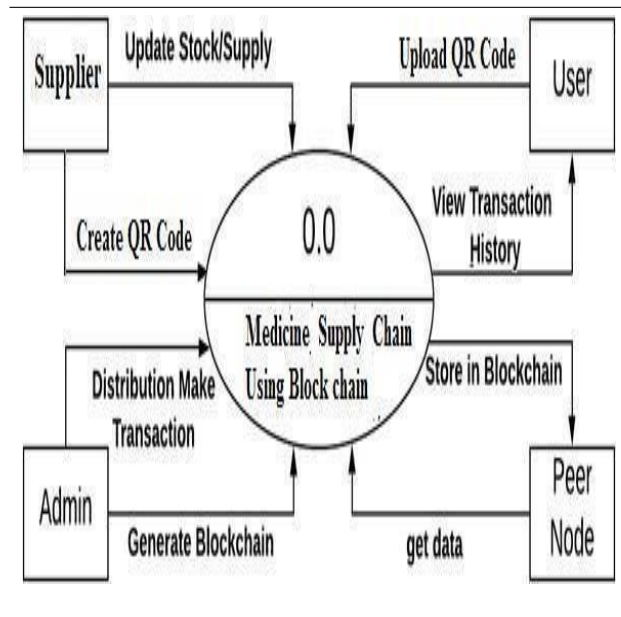 Supplier
Update Stock/Supply
Upload QR Code
User
Create QR Code
0.0
View Transaction
History
Medicine Supply Chain
Using Block chain
Distribution Make
Transaction
Store in Blockchain
Admin
Generate Blockchain
get data
Peer
Node